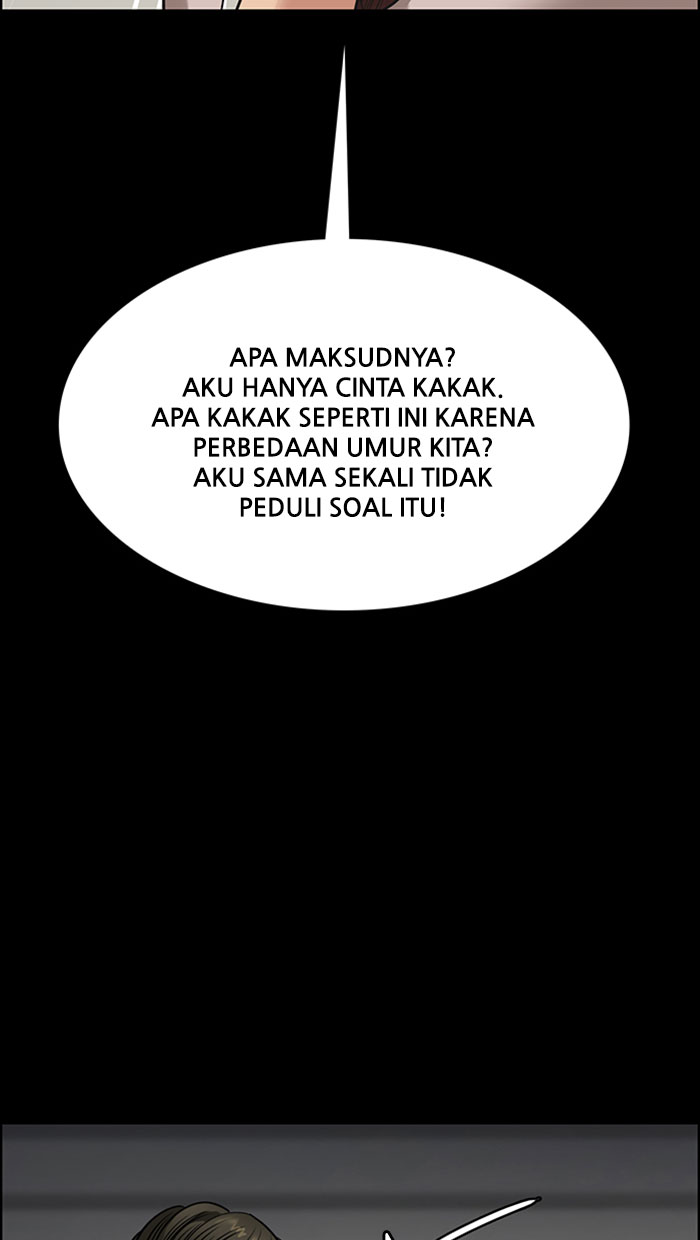 APA MAKSUDNYA?
AKU HANYA CINTA KAKAK.
APA KAKAK SEPERTI INI KARENA
PERBEDAAN UMUR KITA?
AKU SAMA SEKALI TIDAK
PEDULI SOAL ITU!